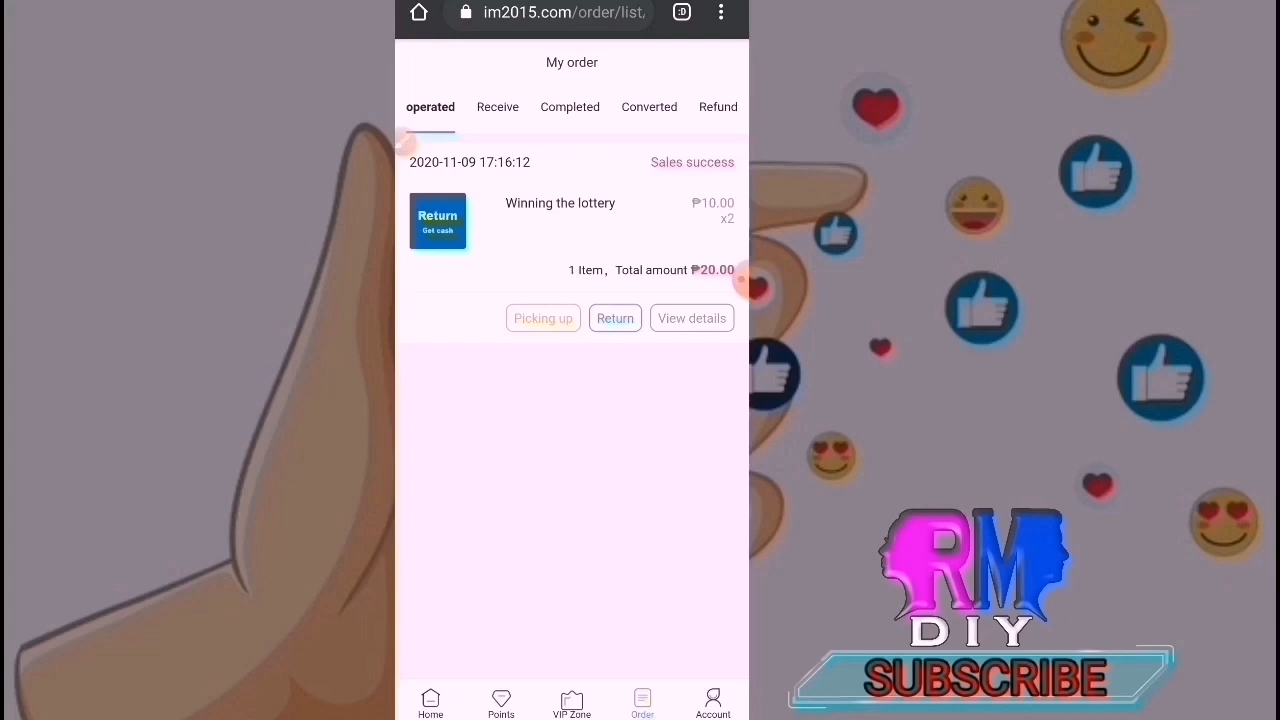 im2015.com/order/list,
:D
My order
operated Receive Completed Converted Refund
2020-11-09 17:16:12 Sales success
Return
Get cash
Winning the lottery ₱10.00
x2
1 Item, Total amount ₱20.00
Picking up Return View details
Home Points VIP Zone Order Account
RM
DIY
SUBSCRIBE